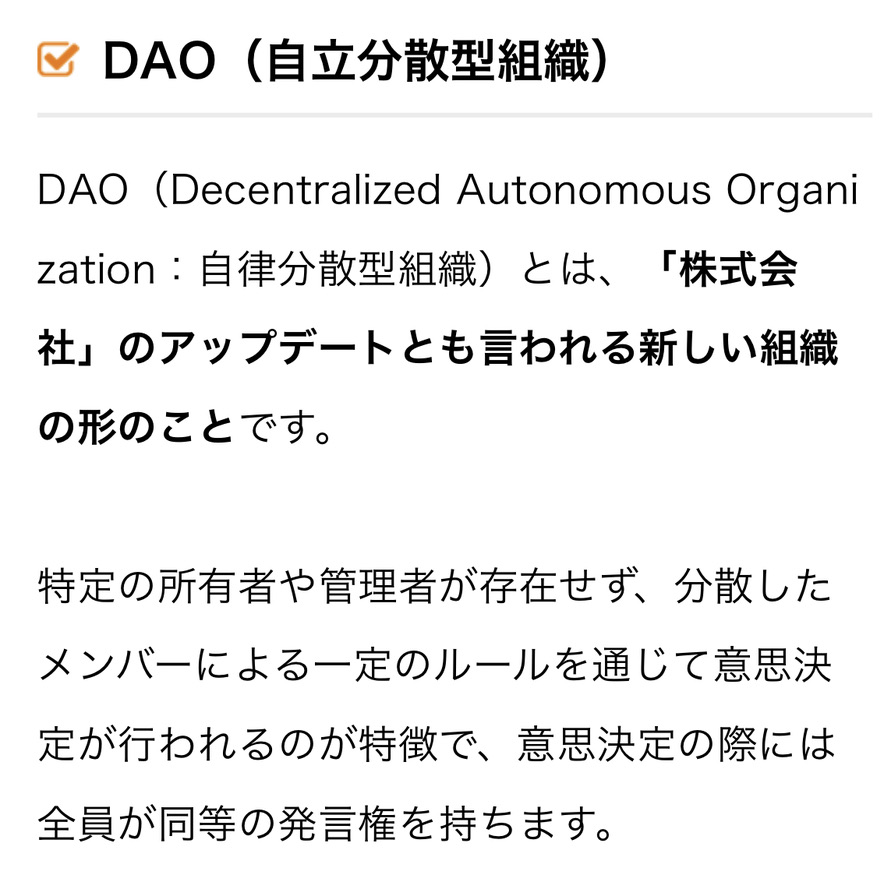 DAO（自立分散型組織）
DAO（Decentralized Autonomous Organi
zation：自律分散型組織）とは、「株式会
社」のアップデートとも言われる新しい組織
の形のことです。
特定の所有者や管理者が存在せず、分散した
メンバーによる一定のルールを通じて意思決
定が行われるのが特徴で、意思決定の際には
全員が同等の発言権を持ちます。